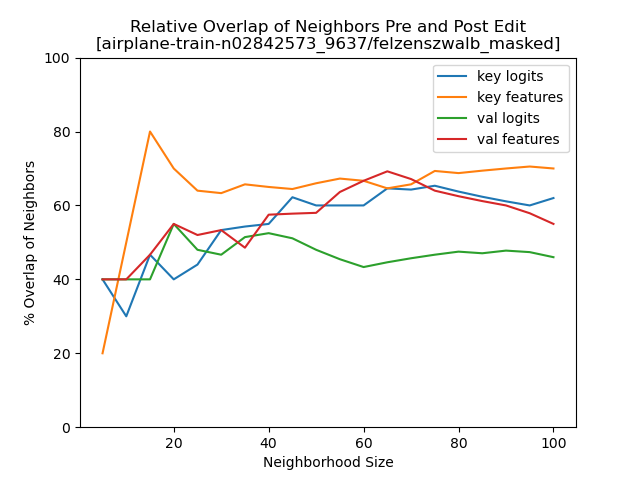 Relative Overlap of Neighbors Pre and Post Edit
[airplane-train-n02842573_9637/felzenszwalb_masked]
key logits
key features
val logits
val features
100
80
60
40
20
0
% Overlap of Neighbors
20 40 60 80 100
Neighborhood Size